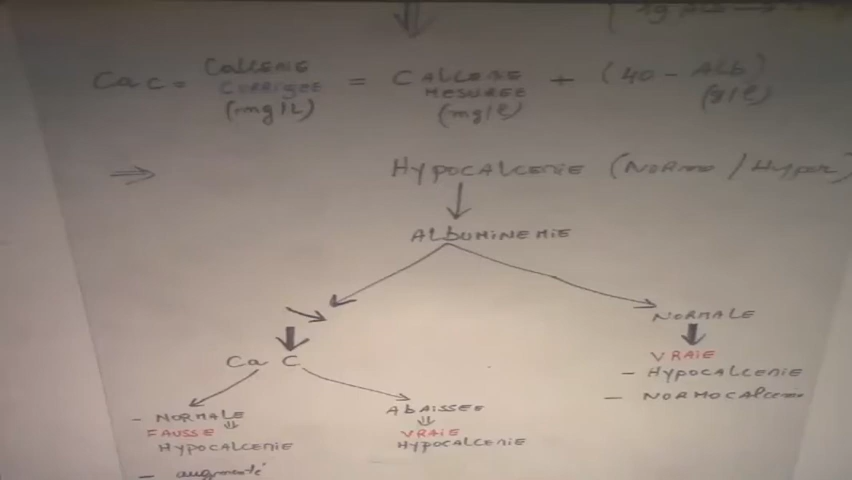 Ca C = CALCEMIE CORRIGEE (mg/L) = CALCEMIE MESUREE (mg/l) + (40 - Alb) (g/l)
⇒ HYPOCALCEMIE (NORMO / Hyper)
ALBUMINEMIE
NORMALE
VRAIE
- HYPOCALCEMIE
- NORMOCALCEMIE
Ca C
- NORMALE
FAUSSE
HYPOCALCEMIE
- augmenté
ABAISSEE
VRAIE
HYPOCALCEMIE